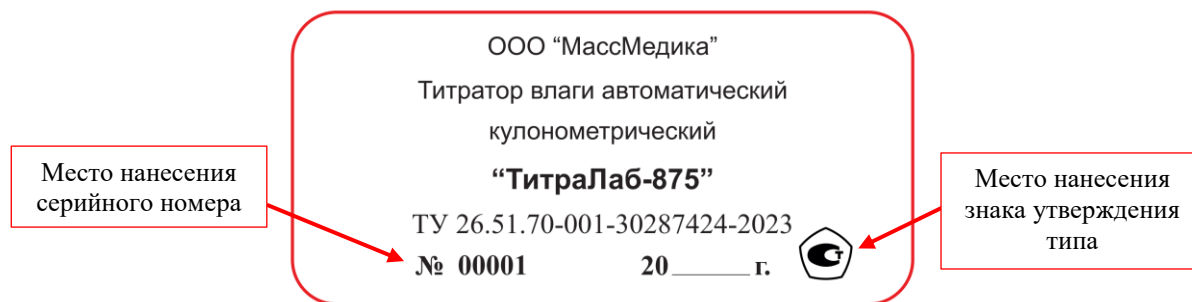 ООО “МассМедика”
Титратор влаги автоматический
кулонометрический
“ТитраЛаб-875”
ТУ 26.51.70-001-30287424-2023
№ 00001 20______ г.
Место нанесения
серийного номера
Место нанесения
знака утверждения
типа